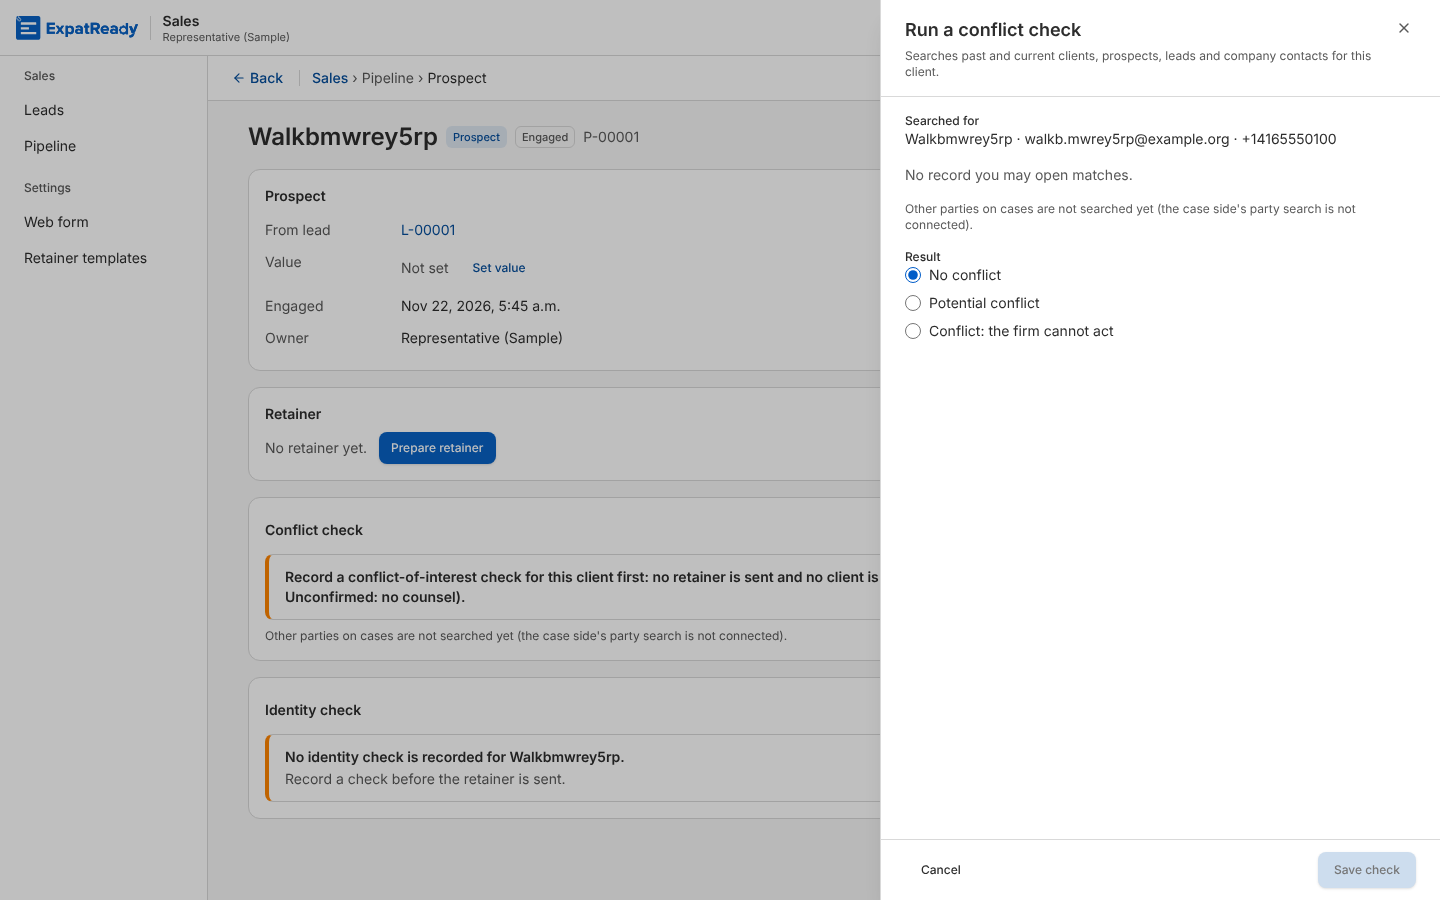 ExpatReady
Sales
Representative (Sample)
Sales
Leads
Pipeline
Settings
Web form
Retainer templates
← Back
Sales › Pipeline › Prospect
Walkbmwrey5rp Prospect Engaged P-00001
Prospect
From lead L-00001
Value Not set Set value
Engaged Nov 22, 2026, 5:45 a.m.
Owner Representative (Sample)
Retainer
No retainer yet. Prepare retainer
Conflict check
Record a conflict-of-interest check for this client first: no retainer is sent and no client is
Unconfirmed: no counsel).
Other parties on cases are not searched yet (the case side's party search is not connected).
Identity check
No identity check is recorded for Walkbmwrey5rp.
Record a check before the retainer is sent.
Run a conflict check
Searches past and current clients, prospects, leads and company contacts for this
client.
Searched for
Walkbmwrey5rp · walkb.mwrey5rp@example.org · +14165550100
No record you may open matches.
Other parties on cases are not searched yet (the case side's party search is not
connected).
Result
No conflict
Potential conflict
Conflict: the firm cannot act
Cancel
Save check